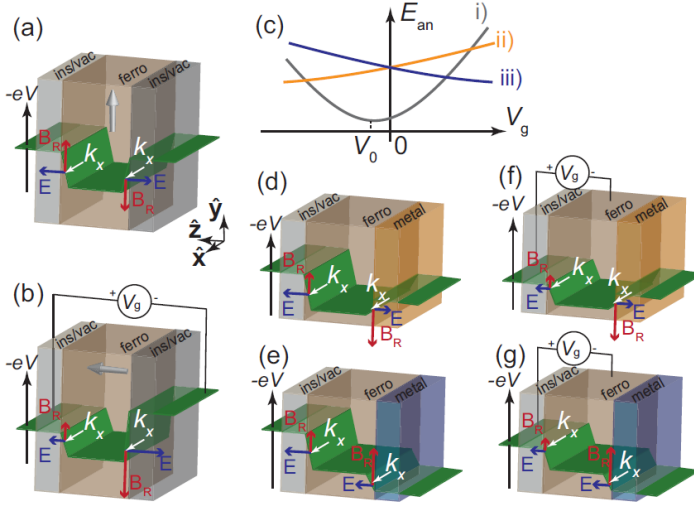 (a)
ins/vac
ferro
ins/vac
-eV
B_R
k_x
k_x
E
E
B_R
ŷ
ẑ
x̂
(b)
V_g
+
-
ins/vac
ferro
ins/vac
-eV
B_R
k_x
k_x
E
E
B_R
(c)
E_an
i)
ii)
iii)
V_g
V_0
0
(d)
ins/vac
ferro
metal
-eV
B_R
k_x
k_x
E
E
B_R
(e)
ins/vac
ferro
metal
-eV
B_R
k_x
B_R
k_x
E
E
(f)
+
V_g
-
ins/vac
ferro
metal
-eV
B_R
k_x
k_x
E
E
B_R
(g)
+
V_g
-
ins/vac
ferro
metal
-eV
B_R
k_x
B_R
k_x
E
E